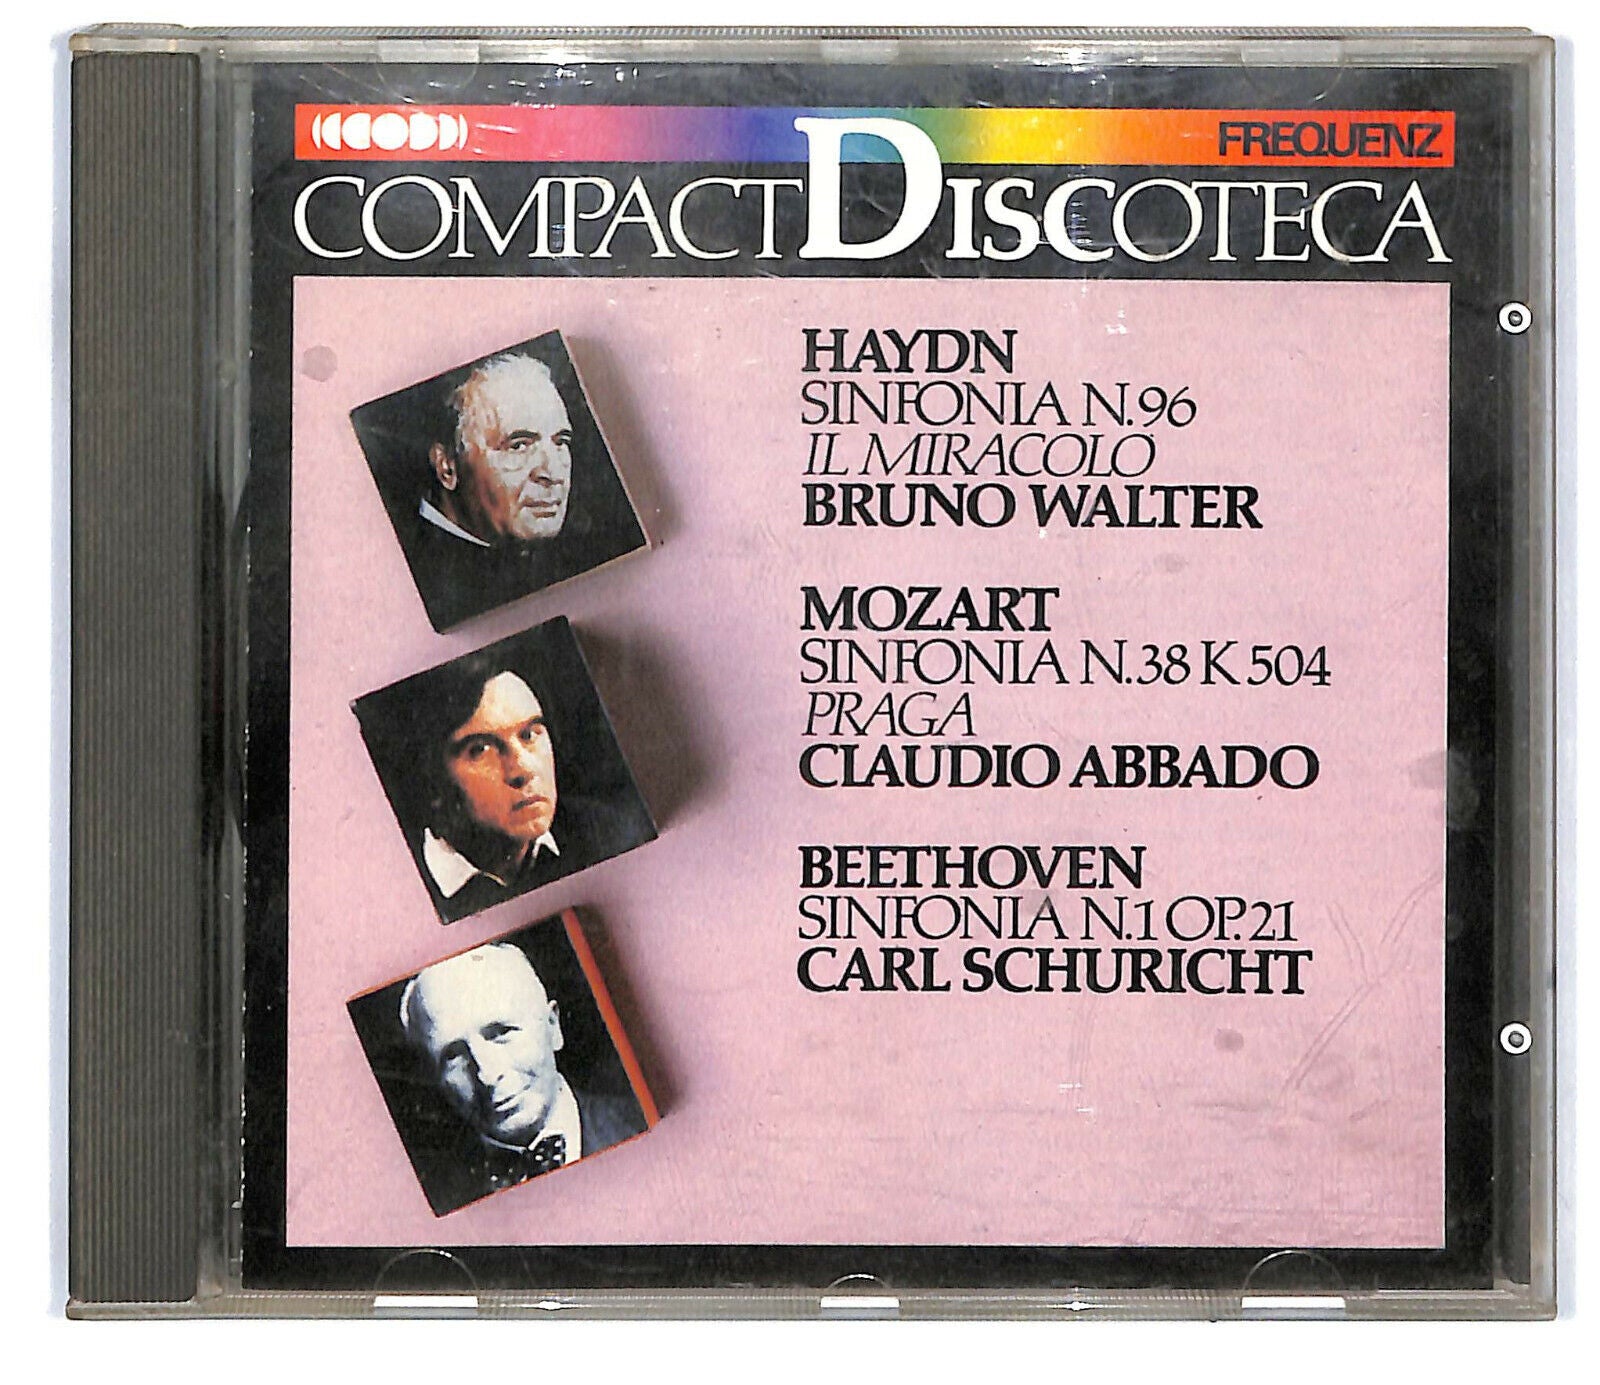 FREQUENZ
COMPACT DISCOTECA
HAYDN
SINFONIA N.96
IL MIRACOLO
BRUNO WALTER
MOZART
SINFONIA N.38 K 504
PRAGA
CLAUDIO ABBADO
BEETHOVEN
SINFONIA N.1 OP.21
CARL SCHURICHT